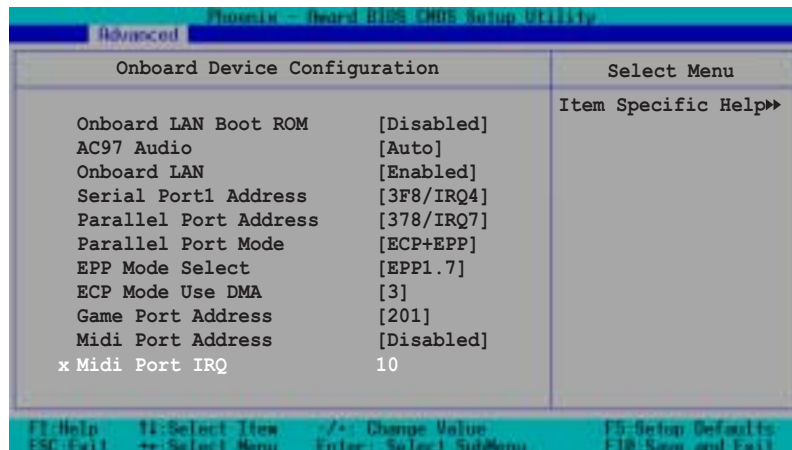 Phoenix - Award BIOS CMOS Setup Utility
Advanced
Onboard Device Configuration
Select Menu
Item Specific Help▸▸
Onboard LAN Boot ROM [Disabled]
AC97 Audio [Auto]
Onboard LAN [Enabled]
Serial Port1 Address [3F8/IRQ4]
Parallel Port Address [378/IRQ7]
Parallel Port Mode [ECP+EPP]
EPP Mode Select [EPP1.7]
ECP Mode Use DMA [3]
Game Port Address [201]
Midi Port Address [Disabled]
x Midi Port IRQ 10
F1:Help ↑↓:Select Item -/+: Change Value F5:Setup Defaults
ESC:Exit ↔:Select Menu Enter: Select SubMenu F10:Save and Exit